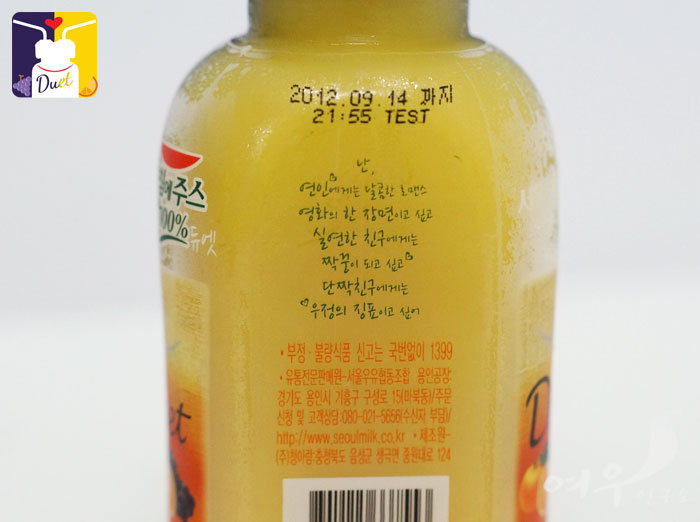 Duet
2012.09.14 까지
21:55 TEST
난,
연인에게는 달콤한 로맨스
영화의 한 장면이고 싶고
실연한 친구에게는
짝꿍이 되고 싶고
단짝친구에게는
우정의 징표이고 싶어
주스
100%
듀엣
• 부정 · 불량식품 신고는 국번없이 1399
• 유통전문판매원-서울우유협동조합 용인공장:
경기도 용인시 기흥구 구성로 15(마북동)/주문
신청 및 고객상담:080-021-5656(수신자 부담)/
http://www.seoulmilk.co.kr • 제조원-
(주)청아람:충청북도 음성군 생극면 중원대로 124
여우